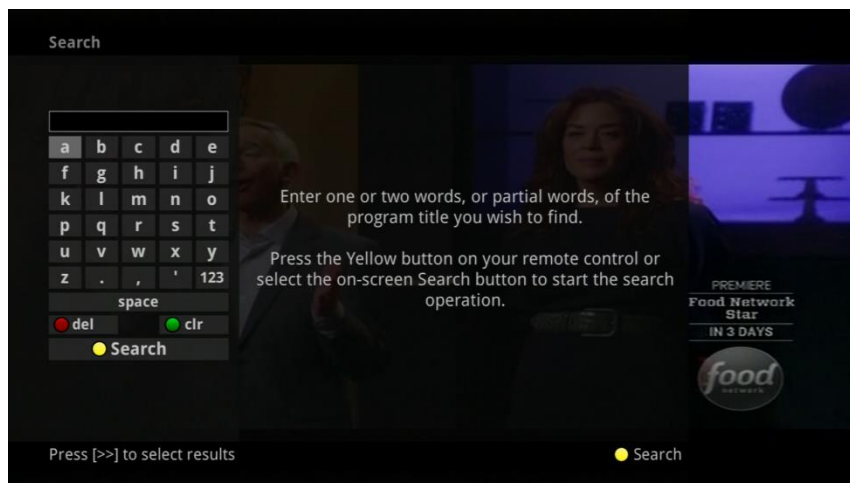 Search
a b c d e
f g h i j
k l m n o
p q r s t
u v w x y
z . , ' 123
space
del clr
Search
Enter one or two words, or partial words, of the
program title you wish to find.
Press the Yellow button on your remote control or
select the on-screen Search button to start the search
operation.
PREMIERE
Food Network
Star
IN 3 DAYS
food
network
Press [>>] to select results
Search